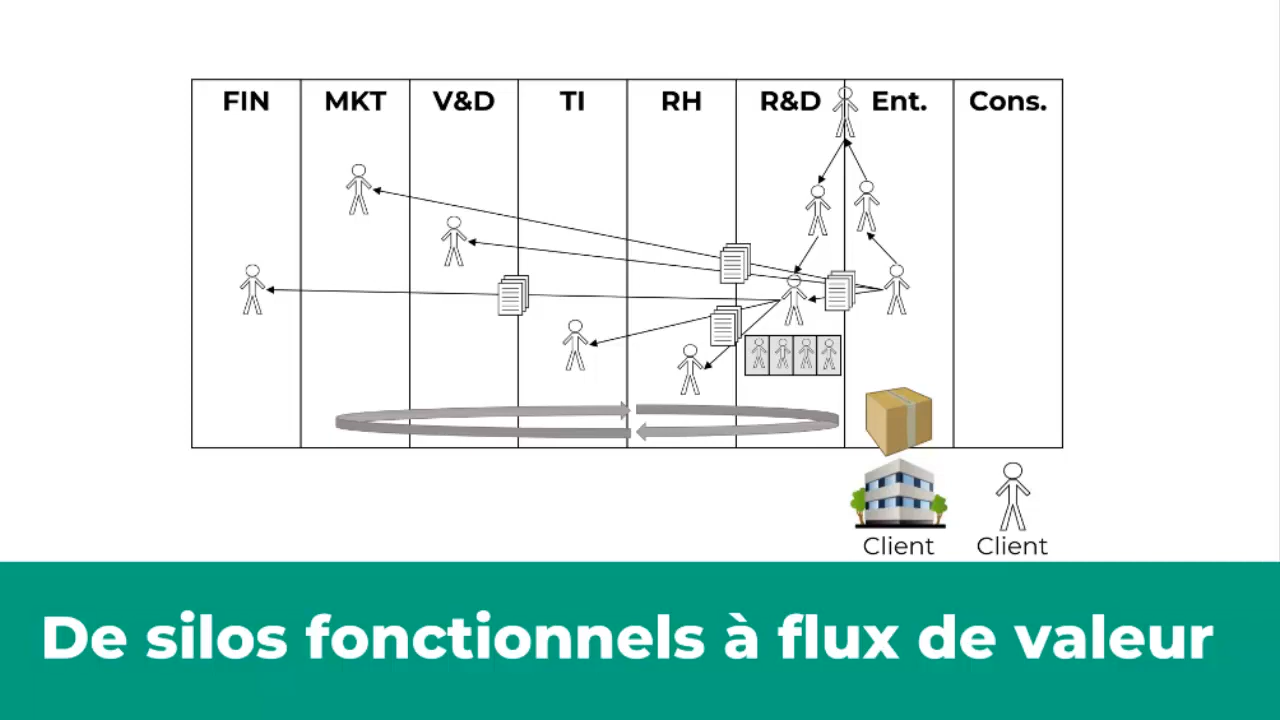 FIN MKT V&D TI RH R&D Ent. Cons.
Client Client
De silos fonctionnels à flux de valeur